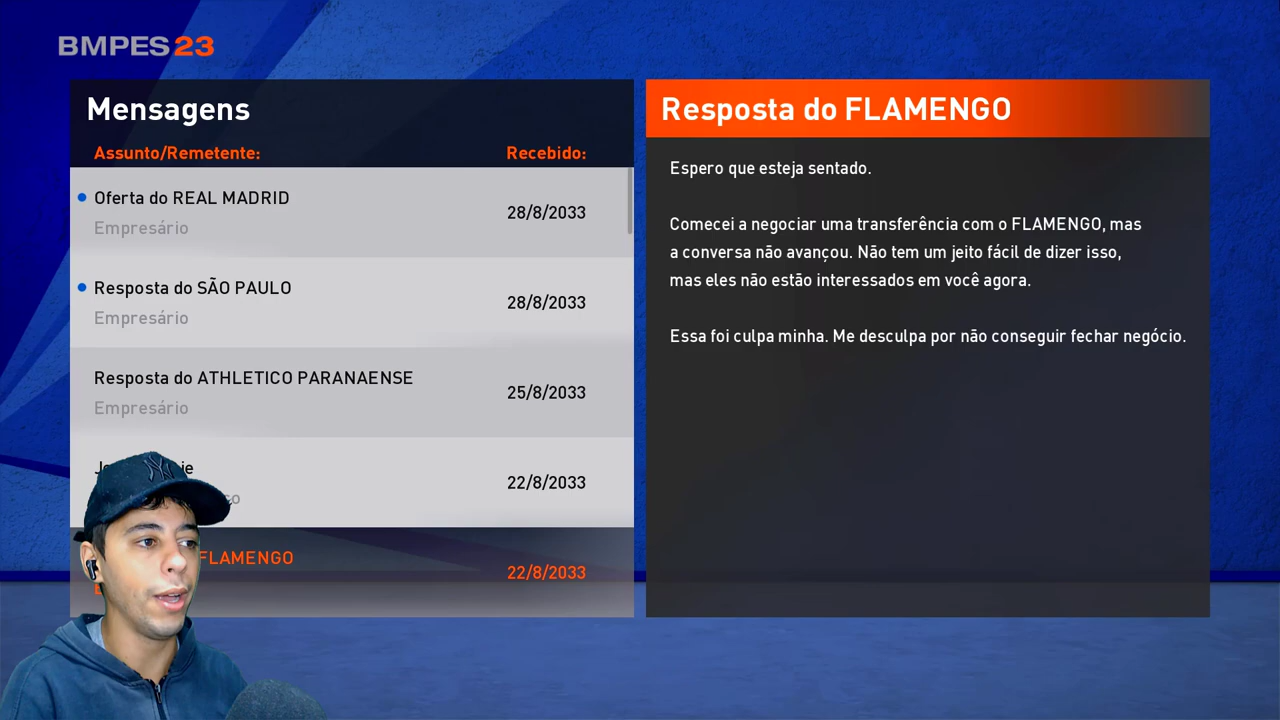 BMPES 23
Mensagens
Assunto/Remetente:
Recebido:
Oferta do REAL MADRID
Empresário
28/8/2033
Resposta do SÃO PAULO
Empresário
28/8/2033
Resposta do ATHLETICO PARANAENSE
Empresário
25/8/2033
22/8/2033
FLAMENGO
22/8/2033
Resposta do FLAMENGO
Espero que esteja sentado.
Comecei a negociar uma transferência com o FLAMENGO, mas
a conversa não avançou. Não tem um jeito fácil de dizer isso,
mas eles não estão interessados em você agora.
Essa foi culpa minha. Me desculpa por não conseguir fechar negócio.